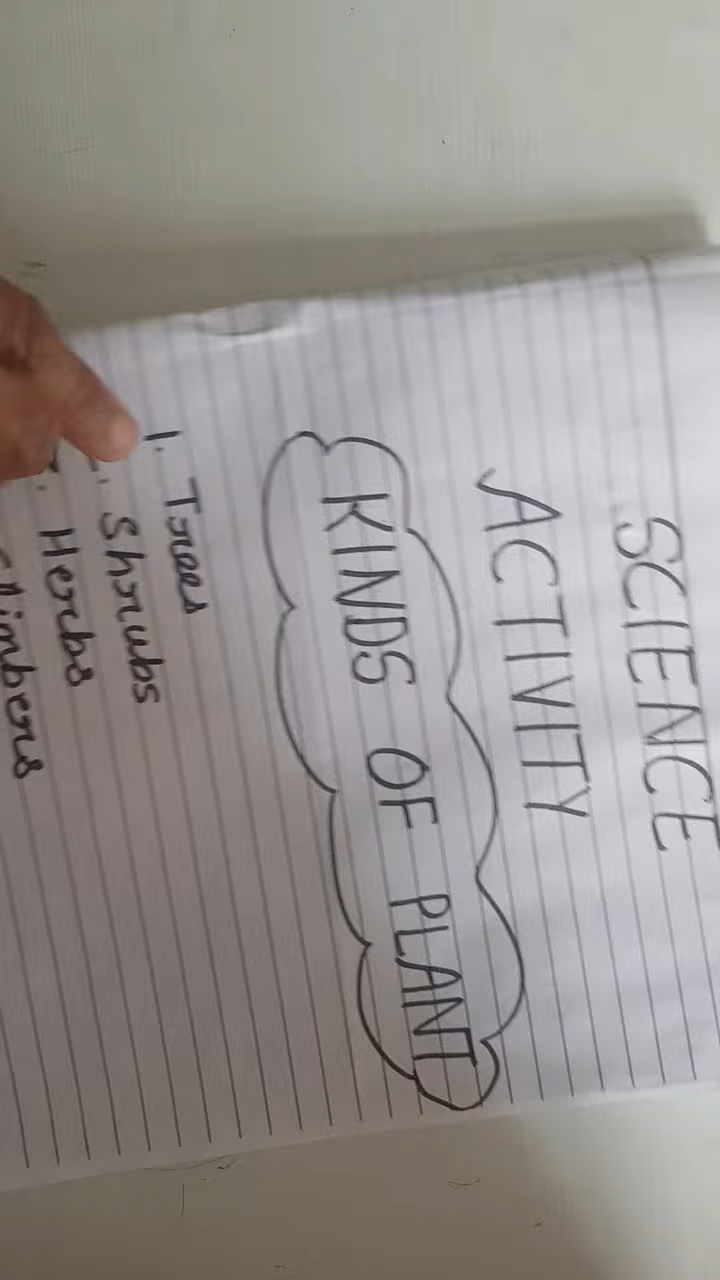 SCIENCE
ACTIVITY
KINDS OF PLANT
1. Trees
Shrubs
Herbs